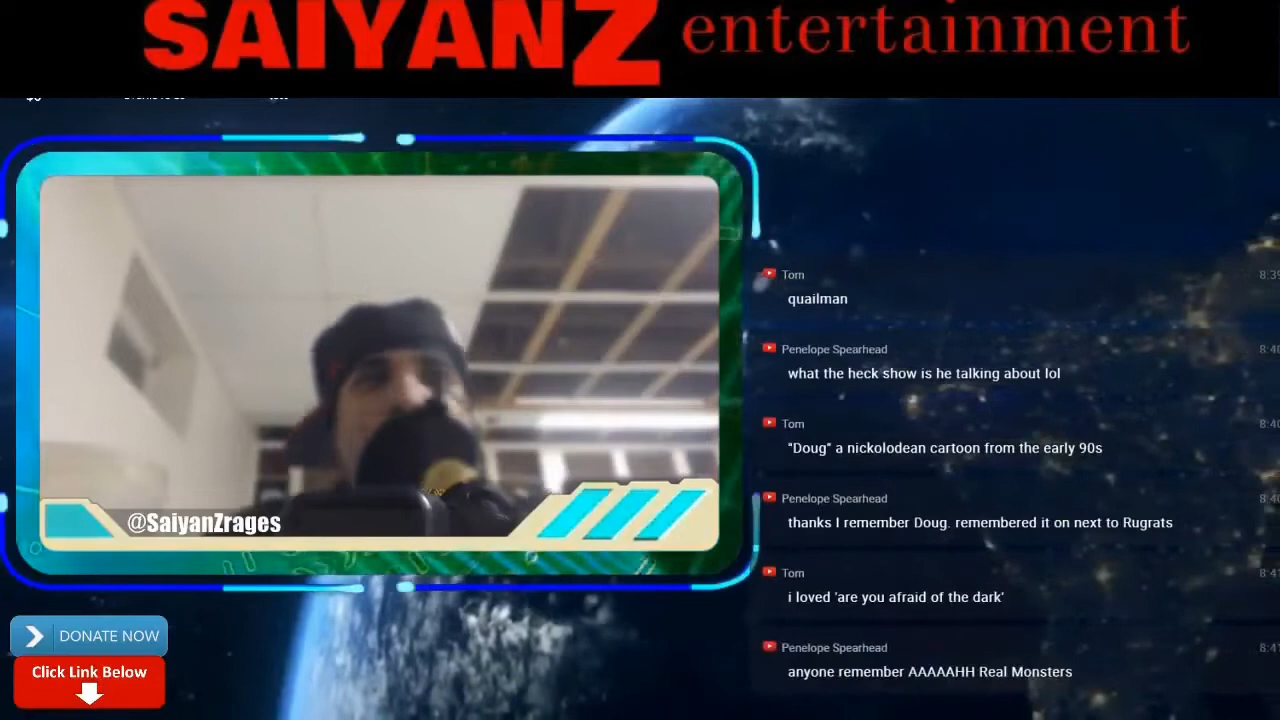 SAIYANZ entertainment
Tom
quailman
Penelope Spearhead
what the heck show is he talking about lol
Tom
"Doug" a nickolodean cartoon from the early 90s
Penelope Spearhead
thanks I remember Doug. remembered it on next to Rugrats
Tom
i loved 'are you afraid of the dark'
Penelope Spearhead
anyone remember AAAAAHH Real Monsters
@SaiyanZrages
DONATE NOW
Click Link Below